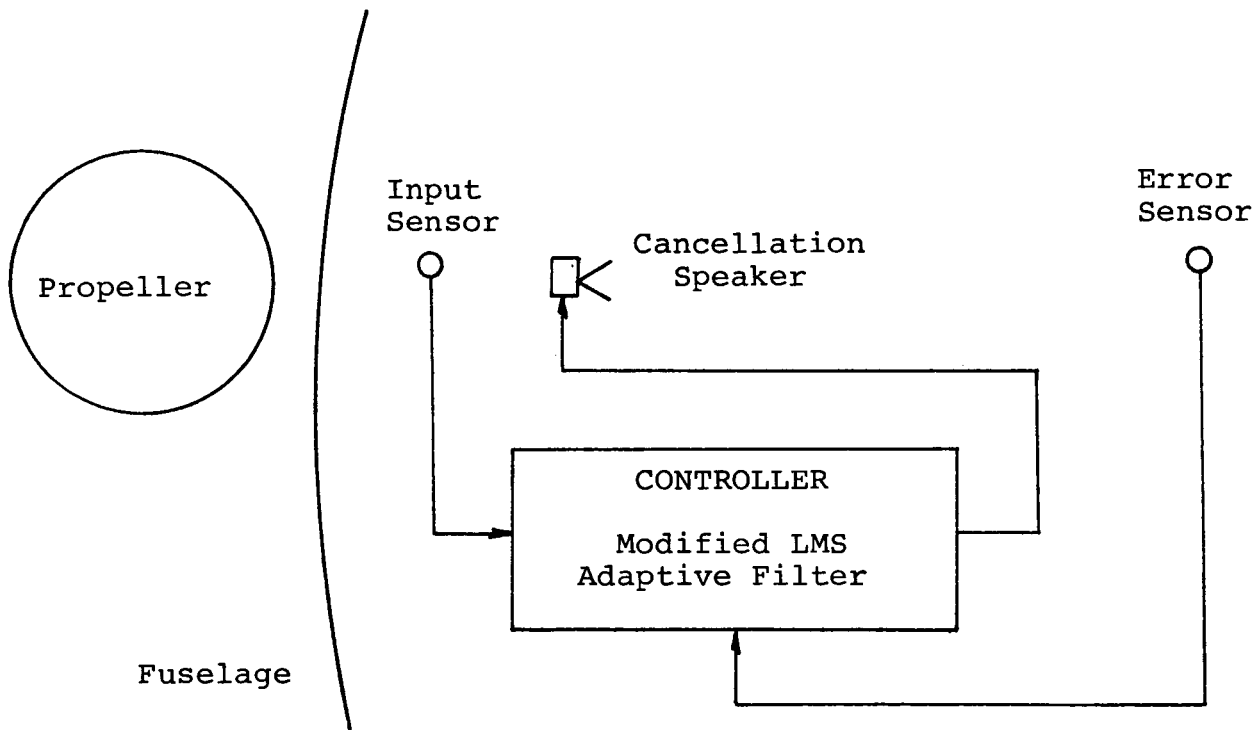 Propeller
Input
Sensor
Cancellation
Speaker
Error
Sensor
CONTROLLER
Modified LMS
Adaptive Filter
Fuselage